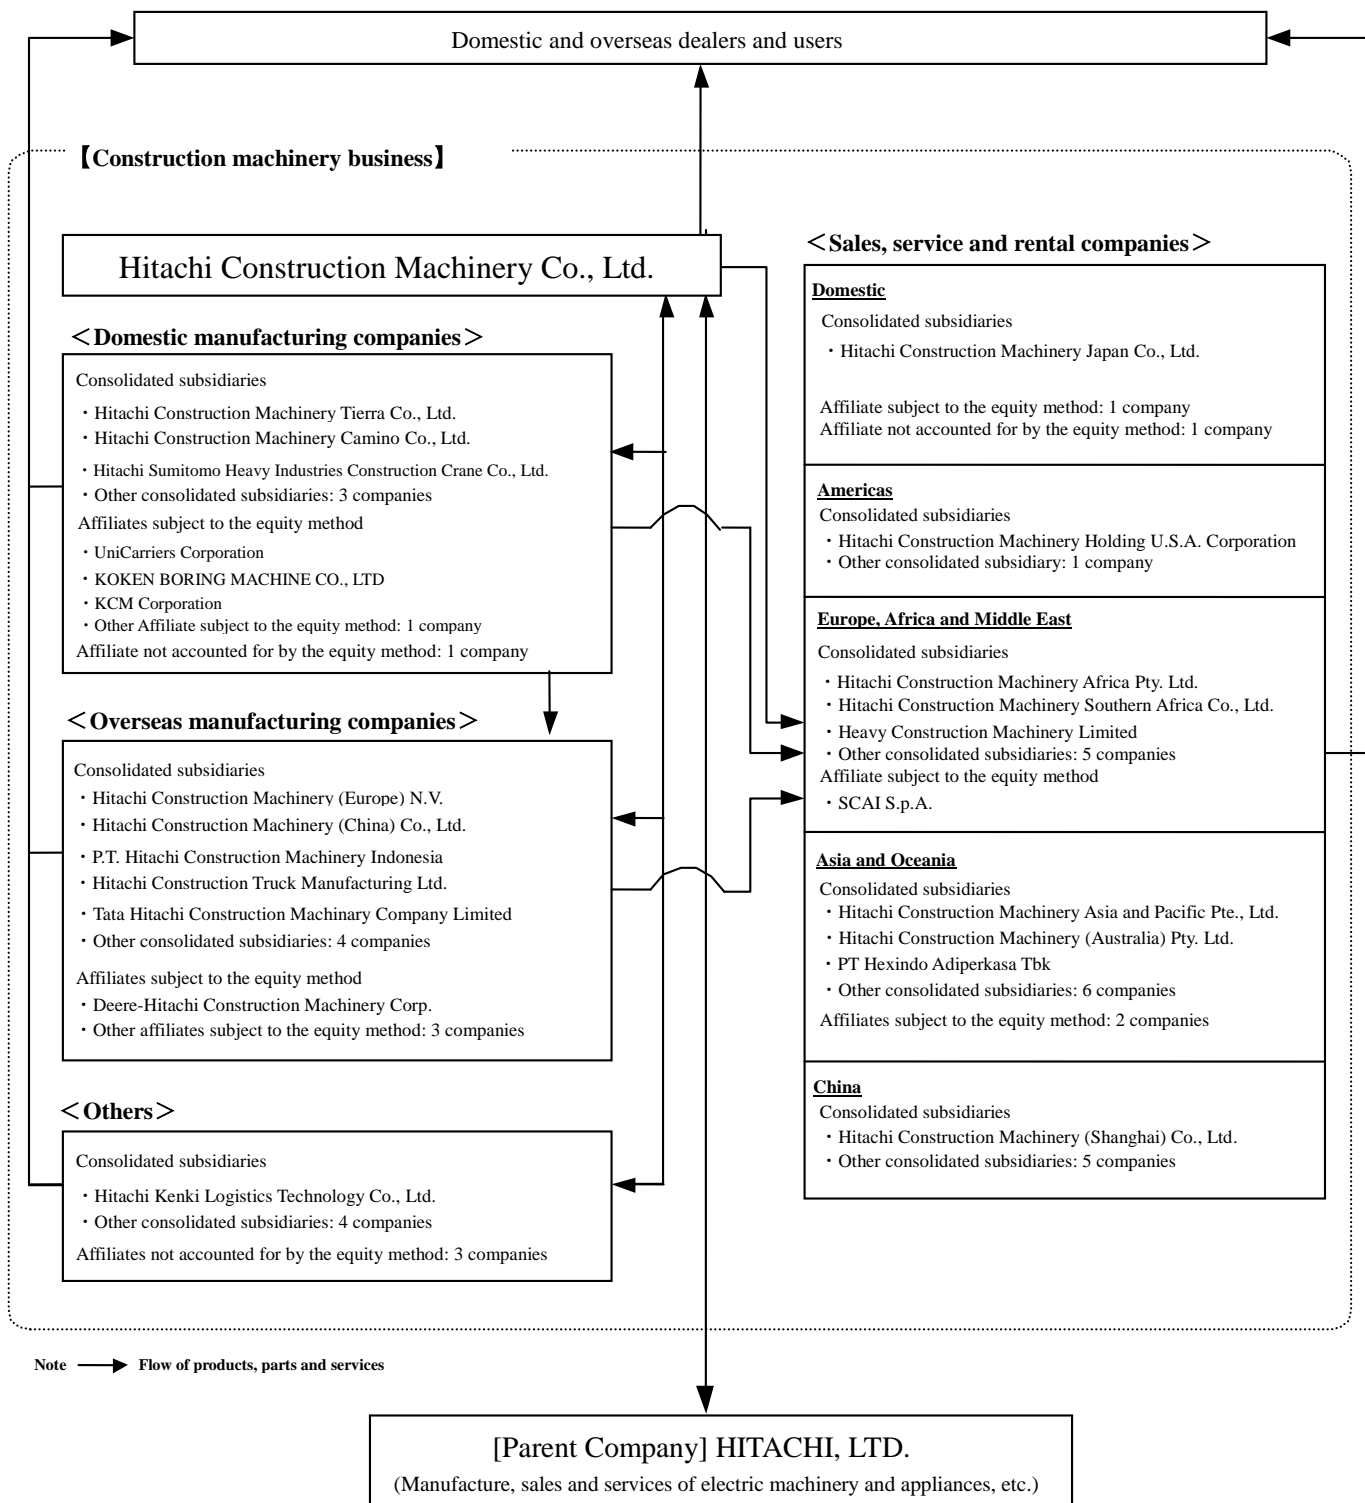 Domestic and overseas dealers and users
【Construction machinery business】
Hitachi Construction Machinery Co., Ltd.
＜Domestic manufacturing companies＞
Consolidated subsidiaries
・Hitachi Construction Machinery Tierra Co., Ltd.
・Hitachi Construction Machinery Camino Co., Ltd.
・Hitachi Sumitomo Heavy Industries Construction Crane Co., Ltd.
・Other consolidated subsidiaries: 3 companies
Affiliates subject to the equity method
・UniCarriers Corporation
・KOKEN BORING MACHINE CO., LTD
・KCM Corporation
・Other Affiliate subject to the equity method: 1 company
Affiliate not accounted for by the equity method: 1 company
＜Overseas manufacturing companies＞
Consolidated subsidiaries
・Hitachi Construction Machinery (Europe) N.V.
・Hitachi Construction Machinery (China) Co., Ltd.
・P.T. Hitachi Construction Machinery Indonesia
・Hitachi Construction Truck Manufacturing Ltd.
・Tata Hitachi Construction Machinary Company Limited
・Other consolidated subsidiaries: 4 companies
Affiliates subject to the equity method
・Deere-Hitachi Construction Machinery Corp.
・Other affiliates subject to the equity method: 3 companies
＜Others＞
Consolidated subsidiaries
・Hitachi Kenki Logistics Technology Co., Ltd.
・Other consolidated subsidiaries: 4 companies
Affiliates not accounted for by the equity method: 3 companies
＜Sales, service and rental companies＞
Domestic
Consolidated subsidiaries
・Hitachi Construction Machinery Japan Co., Ltd.
Affiliate subject to the equity method: 1 company
Affiliate not accounted for by the equity method: 1 company
Americas
Consolidated subsidiaries
・Hitachi Construction Machinery Holding U.S.A. Corporation
・Other consolidated subsidiary: 1 company
Europe, Africa and Middle East
Consolidated subsidiaries
・Hitachi Construction Machinery Africa Pty. Ltd.
・Hitachi Construction Machinery Southern Africa Co., Ltd.
・Heavy Construction Machinery Limited
・Other consolidated subsidiaries: 5 companies
Affiliate subject to the equity method
・SCAI S.p.A.
Asia and Oceania
Consolidated subsidiaries
・Hitachi Construction Machinery Asia and Pacific Pte., Ltd.
・Hitachi Construction Machinery (Australia) Pty. Ltd.
・PT Hexindo Adiperkasa Tbk
・Other consolidated subsidiaries: 6 companies
Affiliates subject to the equity method: 2 companies
China
Consolidated subsidiaries
・Hitachi Construction Machinery (Shanghai) Co., Ltd.
・Other consolidated subsidiaries: 5 companies
Note Flow of products, parts and services
[Parent Company] HITACHI, LTD.
(Manufacture, sales and services of electric machinery and appliances, etc.)